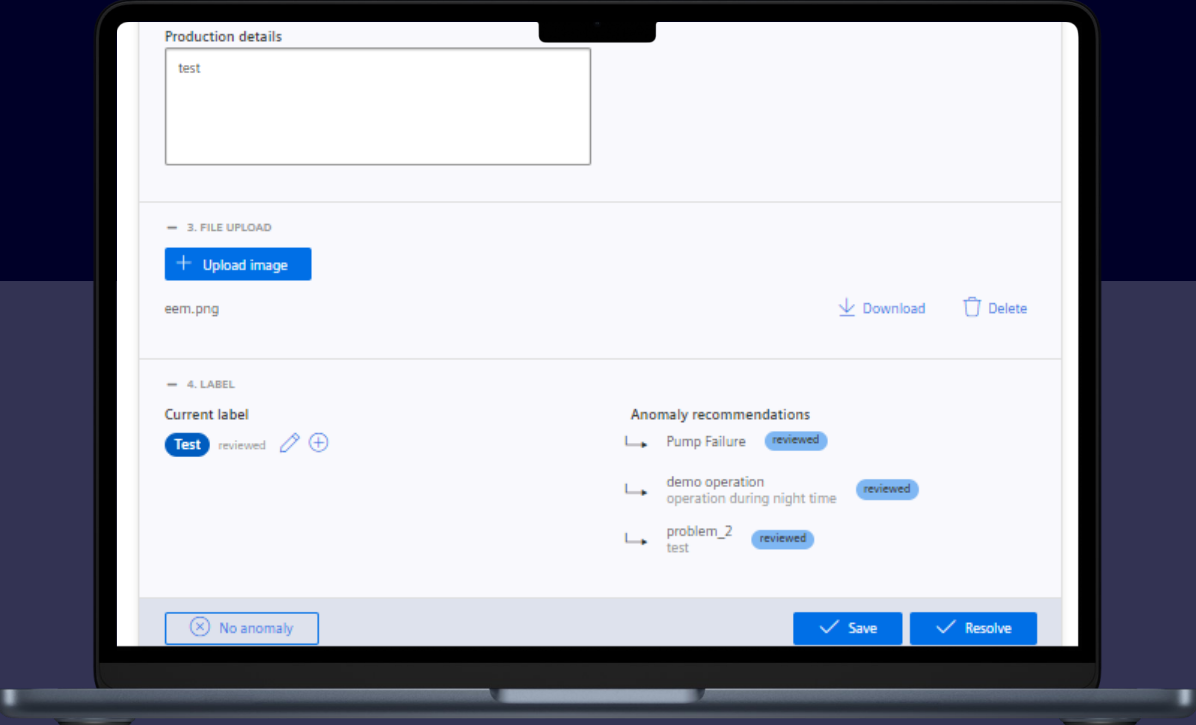 Production details
test
3. FILE UPLOAD
Upload image
eem.png
Download
Delete
4. LABEL
Current label
Test reviewed
Anomaly recommendations
Pump Failure reviewed
demo operation
operation during night time
reviewed
problem_2
test
reviewed
No anomaly
Save
Resolve